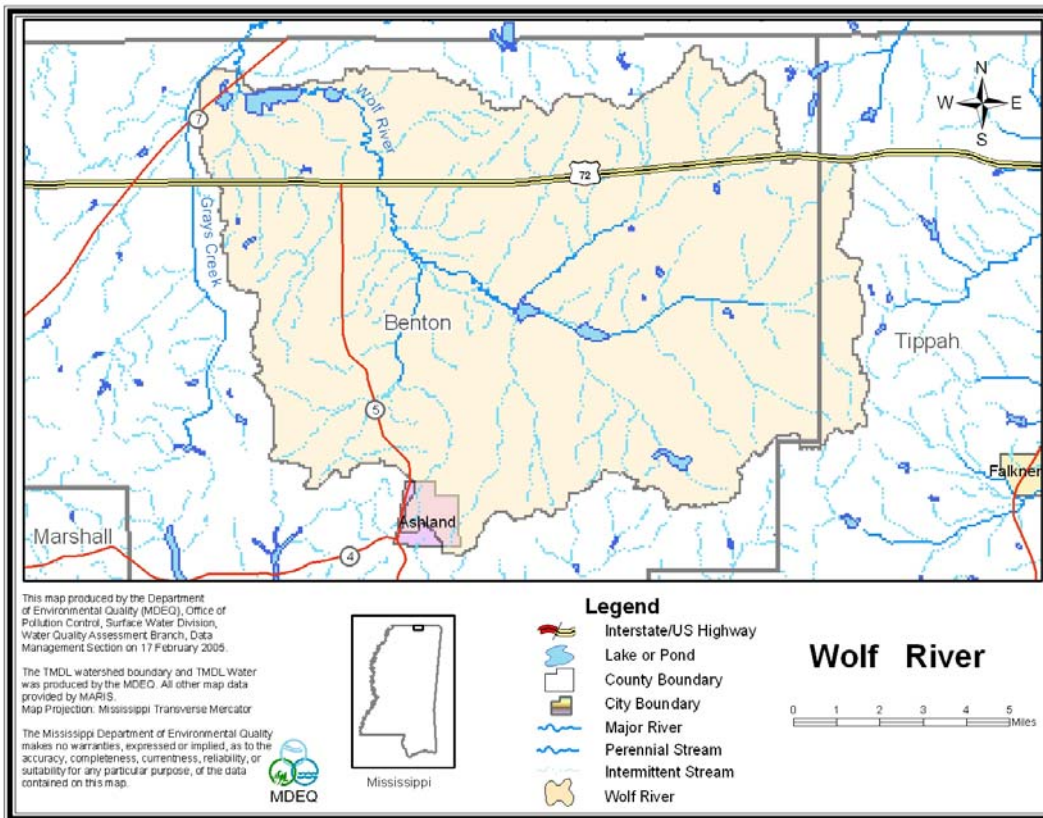 N
W E
S
7
Wolf River
72
Grays Creek
Benton
Tippah
5
Falkner
Ashland
Marshall
4
This map produced by the Department
of Environmental Quality (MDEQ), Office of
Pollution Control, Surface Water Division,
Water Quality Assessment Branch, Data
Management Section on 17 February 2005.
The TMDL watershed boundary and TMDL Water
was produced by the MDEQ. All other map data
provided by MARIS.
Map Projection: Mississippi Transverse Mercator
The Mississippi Department of Environmental Quality
makes no warranties, expressed or implied, as to the
accuracy, completeness, currentness, reliability, or
suitability for any particular purpose, of the data
contained on this map.
MDEQ
Mississippi
Legend
Interstate/US Highway
Lake or Pond
County Boundary
City Boundary
Major River
Perennial Stream
Intermittent Stream
Wolf River
Wolf River
0 1 2 3 4 5
Miles